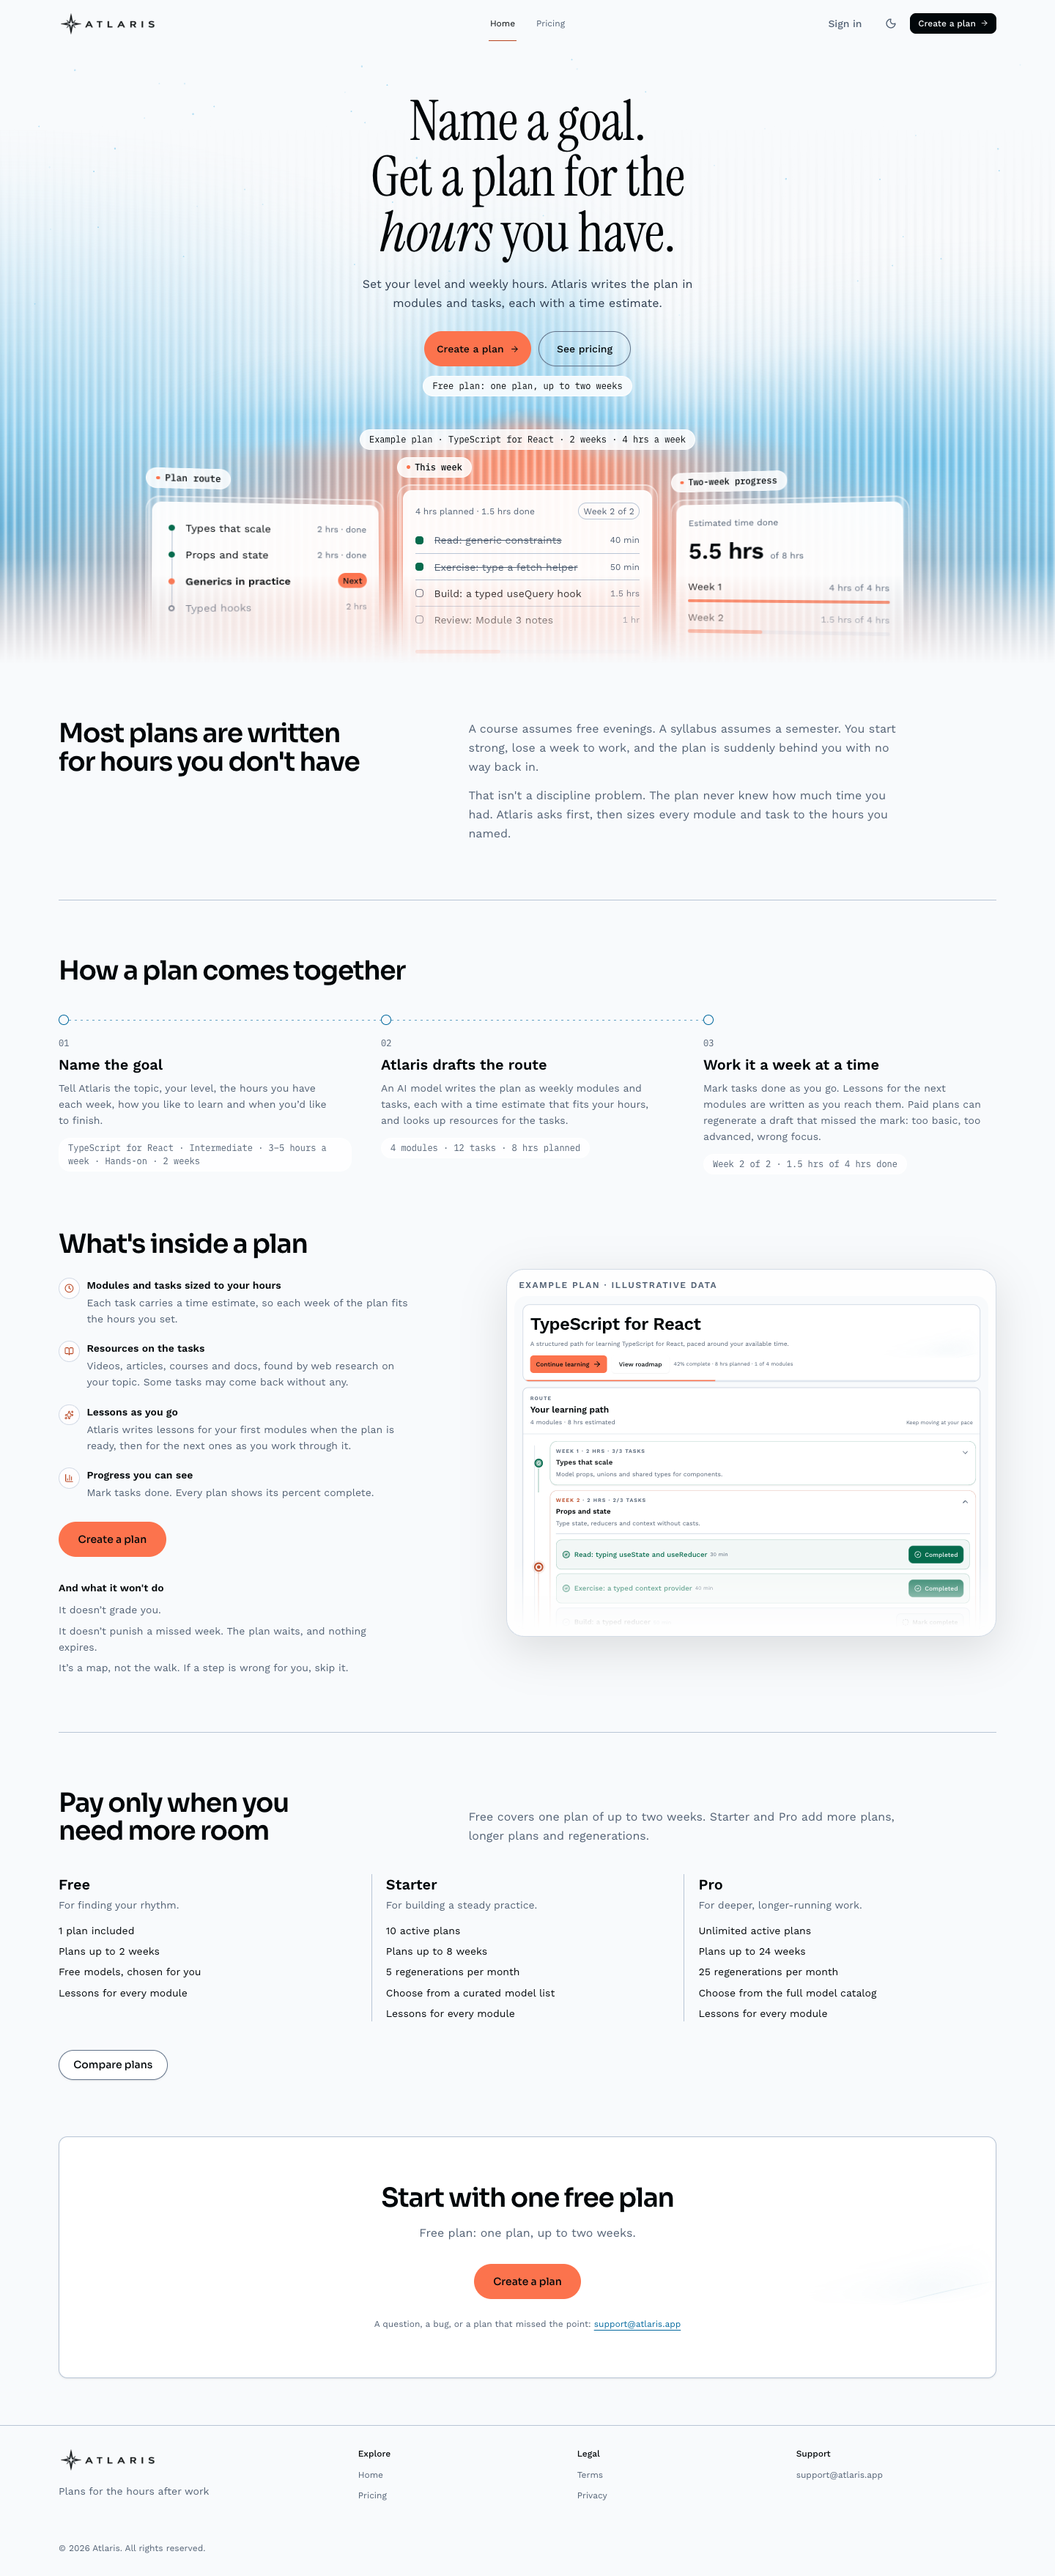 ATLARIS
Home
Pricing
Sign in
Create a plan →
Name a goal.
Get a plan for the
hours you have.
Set your level and weekly hours. Atlaris writes the plan in
modules and tasks, each with a time estimate.
Create a plan →
See pricing
Free plan: one plan, up to two weeks
Example plan · TypeScript for React · 2 weeks · 4 hrs a week
Plan route
Types that scale 2 hrs · done
Props and state 2 hrs · done
Generics in practice Next
Typed hooks 2 hrs
This week
4 hrs planned · 1.5 hrs done Week 2 of 2
Read: generic constraints 40 min
Exercise: type a fetch helper 50 min
Build: a typed useQuery hook 1.5 hrs
Review: Module 3 notes 1 hr
Two-week progress
Estimated time done
5.5 hrs of 8 hrs
Week 1 4 hrs of 4 hrs
Week 2 1.5 hrs of 4 hrs
Most plans are written
for hours you don't have
A course assumes free evenings. A syllabus assumes a semester. You start
strong, lose a week to work, and the plan is suddenly behind you with no
way back in.
That isn't a discipline problem. The plan never knew how much time you
had. Atlaris asks first, then sizes every module and task to the hours you
named.
How a plan comes together
01
Name the goal
Tell Atlaris the topic, your level, the hours you have
each week, how you like to learn and when you'd like
to finish.
TypeScript for React · Intermediate · 3–5 hours a
week · Hands-on · 2 weeks
02
Atlaris drafts the route
An AI model writes the plan as weekly modules and
tasks, each with a time estimate that fits your hours,
and looks up resources for the tasks.
4 modules · 12 tasks · 8 hrs planned
03
Work it a week at a time
Mark tasks done as you go. Lessons for the next
modules are written as you reach them. Paid plans can
regenerate a draft that missed the mark: too basic, too
advanced, wrong focus.
Week 2 of 2 · 1.5 hrs of 4 hrs done
What's inside a plan
Modules and tasks sized to your hours
Each task carries a time estimate, so each week of the plan fits
the hours you set.
Resources on the tasks
Videos, articles, courses and docs, found by web research on
your topic. Some tasks may come back without any.
Lessons as you go
Atlaris writes lessons for your first modules when the plan is
ready, then for the next ones as you work through it.
Progress you can see
Mark tasks done. Every plan shows its percent complete.
Create a plan
And what it won't do
It doesn't grade you.
It doesn't punish a missed week. The plan waits, and nothing
expires.
It's a map, not the walk. If a step is wrong for you, skip it.
EXAMPLE PLAN · ILLUSTRATIVE DATA
TypeScript for React
A structured path for learning TypeScript for React, paced around your available time.
Continue learning →
View roadmap
42% complete · 8 hrs planned · 1 of 4 modules
ROUTE
Your learning path
4 modules · 8 hrs estimated
Keep moving at your pace
WEEK 1 · 2 HRS · 3/3 TASKS
Types that scale
Model props, unions and shared types for components.
WEEK 2 · 2 HRS · 2/3 TASKS
Props and state
Type state, reducers and context without casts.
Read: typing useState and useReducer 30 min
Completed
Exercise: a typed context provider 40 min
Completed
Build: a typed reducer
Mark complete
Pay only when you
need more room
Free covers one plan of up to two weeks. Starter and Pro add more plans,
longer plans and regenerations.
Free
For finding your rhythm.
1 plan included
Plans up to 2 weeks
Free models, chosen for you
Lessons for every module
Starter
For building a steady practice.
10 active plans
Plans up to 8 weeks
5 regenerations per month
Choose from a curated model list
Lessons for every module
Pro
For deeper, longer-running work.
Unlimited active plans
Plans up to 24 weeks
25 regenerations per month
Choose from the full model catalog
Lessons for every module
Compare plans
Start with one free plan
Free plan: one plan, up to two weeks.
Create a plan
A question, a bug, or a plan that missed the point: support@atlaris.app
ATLARIS
Plans for the hours after work
Explore
Home
Pricing
Legal
Terms
Privacy
Support
support@atlaris.app
© 2026 Atlaris. All rights reserved.